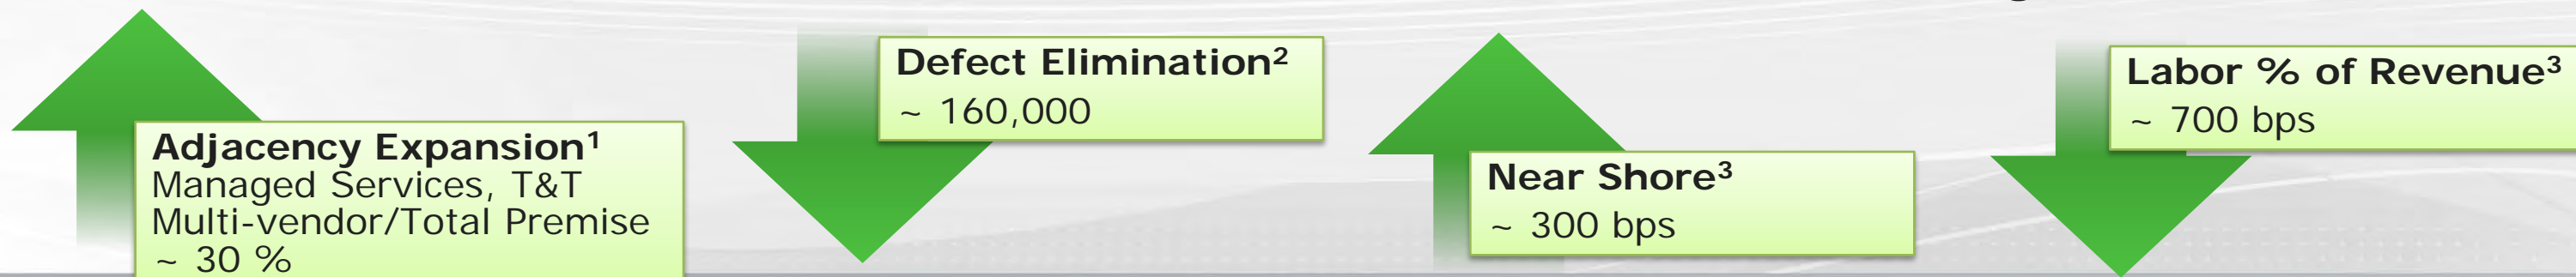 Adjacency Expansion¹
Managed Services, T&T
Multi-vendor/Total Premise
~ 30 %
Defect Elimination²
~ 160,000
Near Shore³
~ 300 bps
Labor % of Revenue³
~ 700 bps